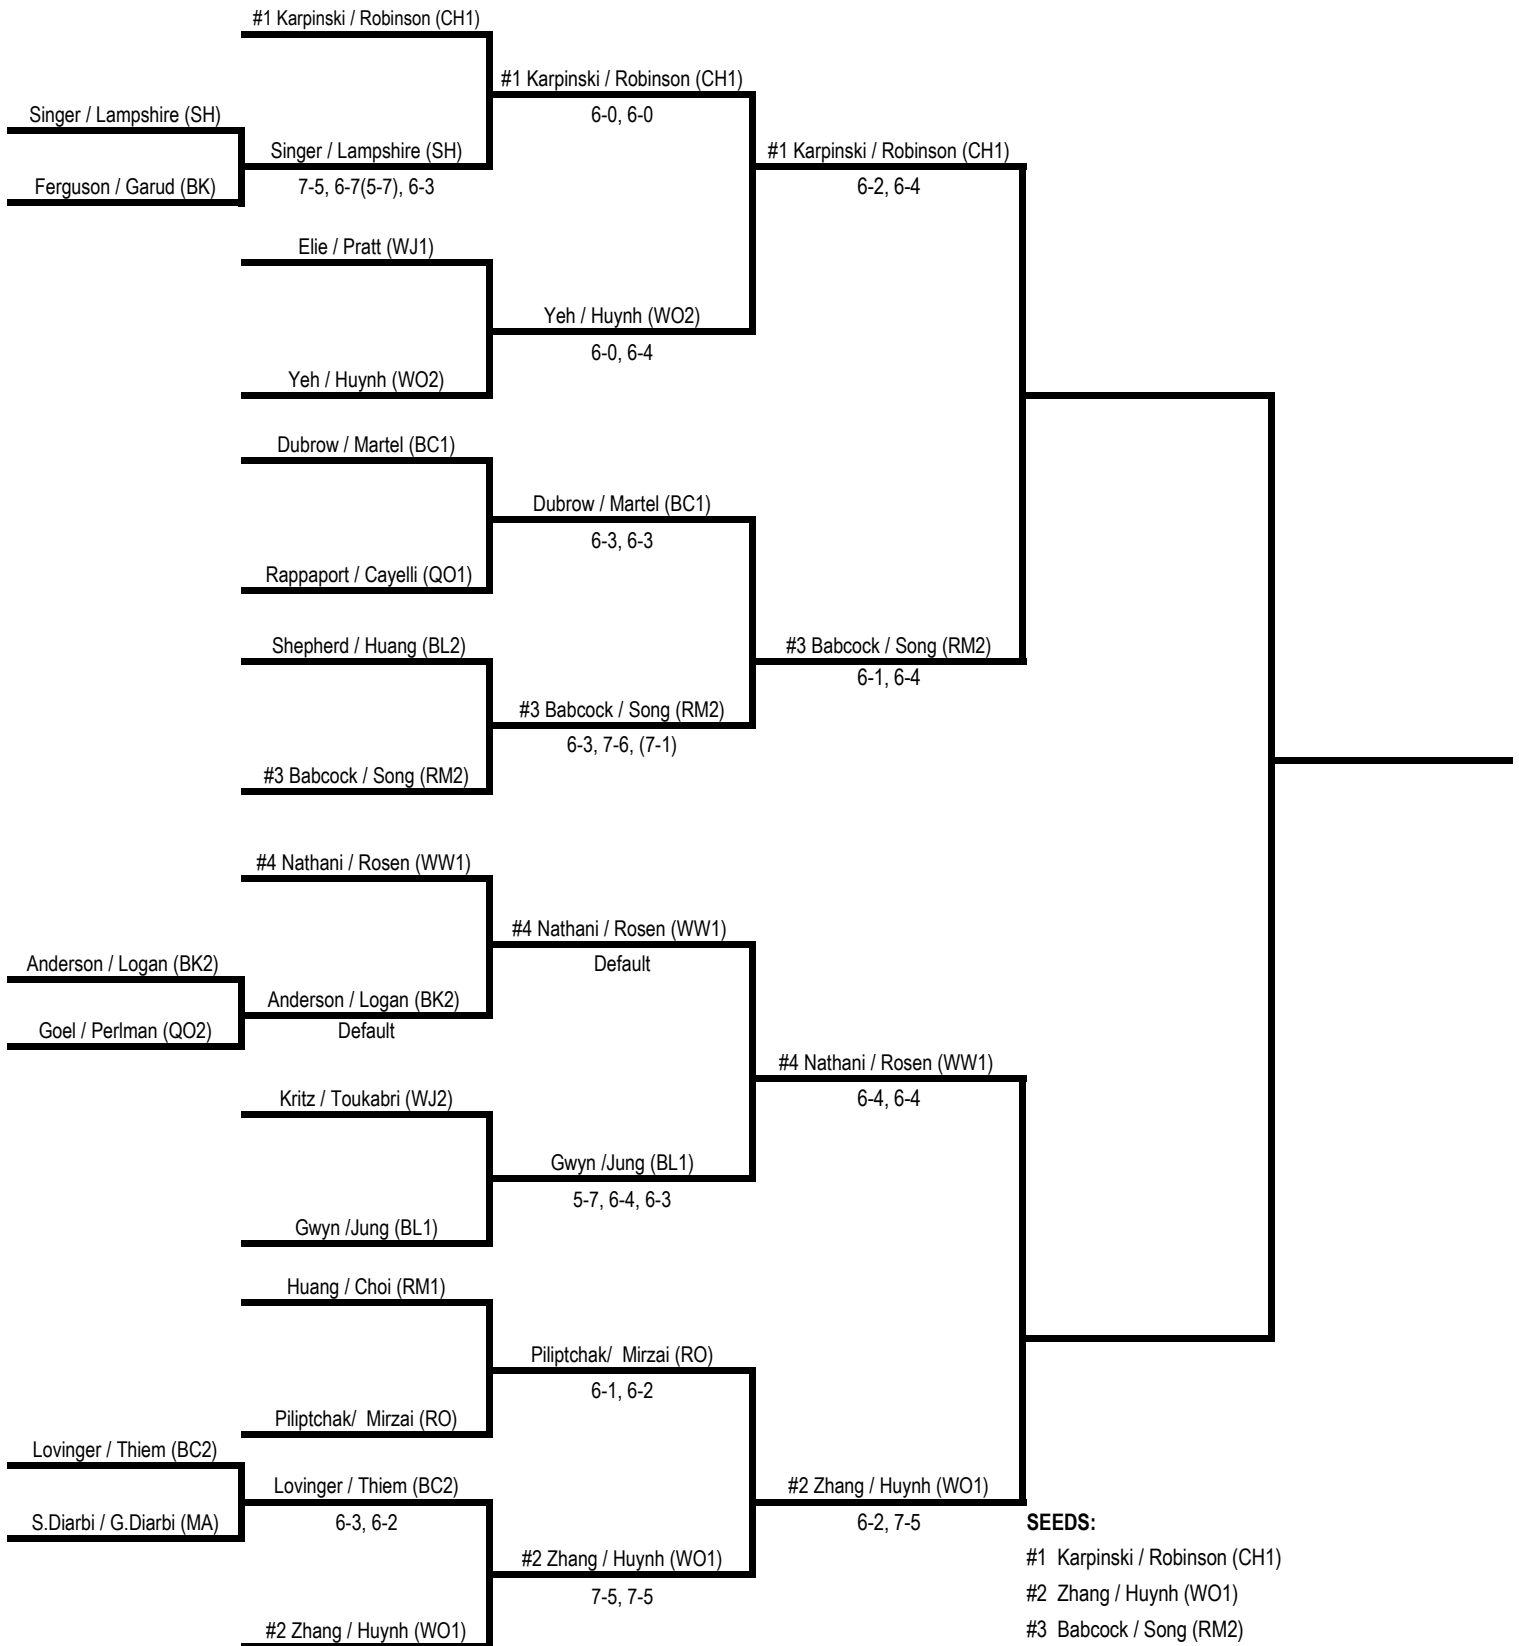 #1 Karpinski / Robinson (CH1)
#1 Karpinski / Robinson (CH1)
6-0, 6-0
Singer / Lampshire (SH)
Singer / Lampshire (SH)
#1 Karpinski / Robinson (CH1)
Ferguson / Garud (BK)
7-5, 6-7(5-7), 6-3
6-2, 6-4
Elie / Pratt (WJ1)
Yeh / Huynh (WO2)
6-0, 6-4
Yeh / Huynh (WO2)
Dubrow / Martel (BC1)
Dubrow / Martel (BC1)
6-3, 6-3
Rappaport / Cayelli (QO1)
Shepherd / Huang (BL2)
#3 Babcock / Song (RM2)
6-1, 6-4
#3 Babcock / Song (RM2)
6-3, 7-6, (7-1)
#3 Babcock / Song (RM2)
#4 Nathani / Rosen (WW1)
#4 Nathani / Rosen (WW1)
Default
Anderson / Logan (BK2)
Anderson / Logan (BK2)
Goel / Perlman (QO2)
Default
#4 Nathani / Rosen (WW1)
6-4, 6-4
Kritz / Toukabri (WJ2)
Gwyn /Jung (BL1)
5-7, 6-4, 6-3
Gwyn /Jung (BL1)
Huang / Choi (RM1)
Piliptchak/  Mirzai (RO)
6-1, 6-2
Piliptchak/  Mirzai (RO)
Lovinger / Thiem (BC2)
Lovinger / Thiem (BC2)
#2 Zhang / Huynh (WO1)
S.Diarbi / G.Diarbi (MA)
6-3, 6-2
6-2, 7-5
SEEDS:
#2 Zhang / Huynh (WO1)
#1  Karpinski / Robinson (CH1)
7-5, 7-5
#2  Zhang / Huynh (WO1)
#2 Zhang / Huynh (WO1)
#3  Babcock / Song (RM2)